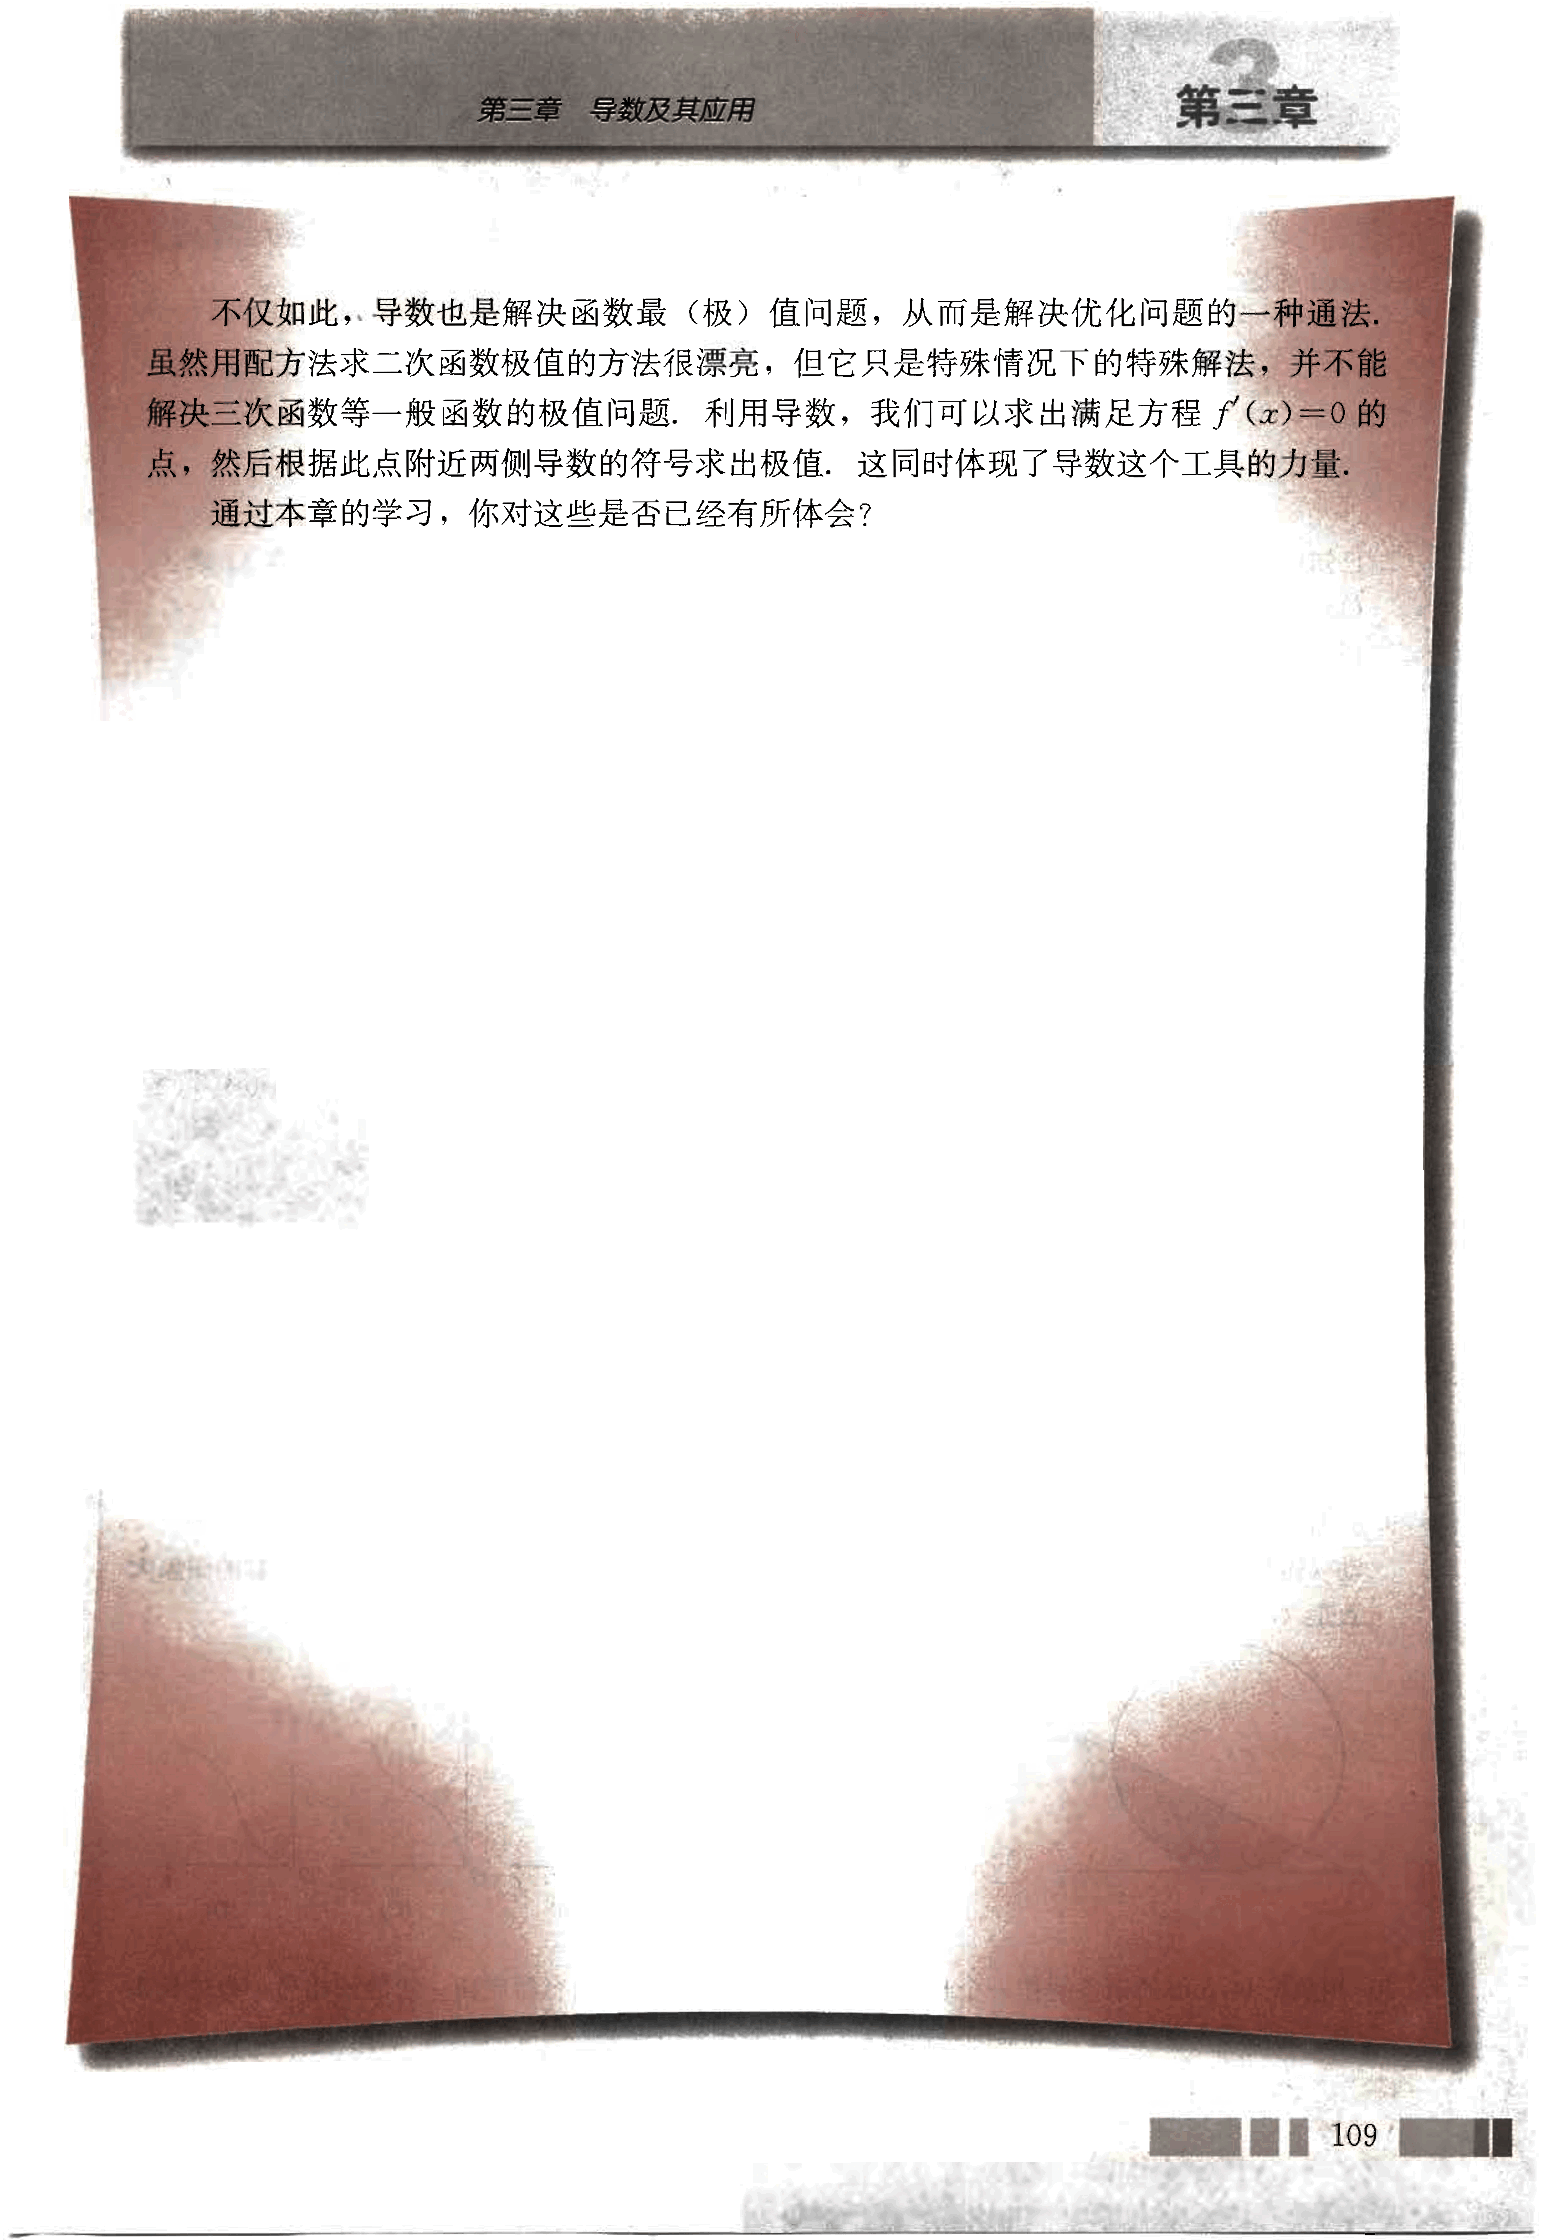 第三章 导数及其应用
第三章
不仅如此，导数也是解决函数最（极）值问题，从而是解决优化问题的一种通法.
虽然用配方法求二次函数极值的方法很漂亮，但它只是特殊情况下的特殊解法，并不能
解决三次函数等一般函数的极值问题. 利用导数，我们可以求出满足方程 f′(x)=0 的
点，然后根据此点附近两侧导数的符号求出极值. 这同时体现了导数这个工具的力量.
通过本章的学习，你对这些是否已经有所体会?
109